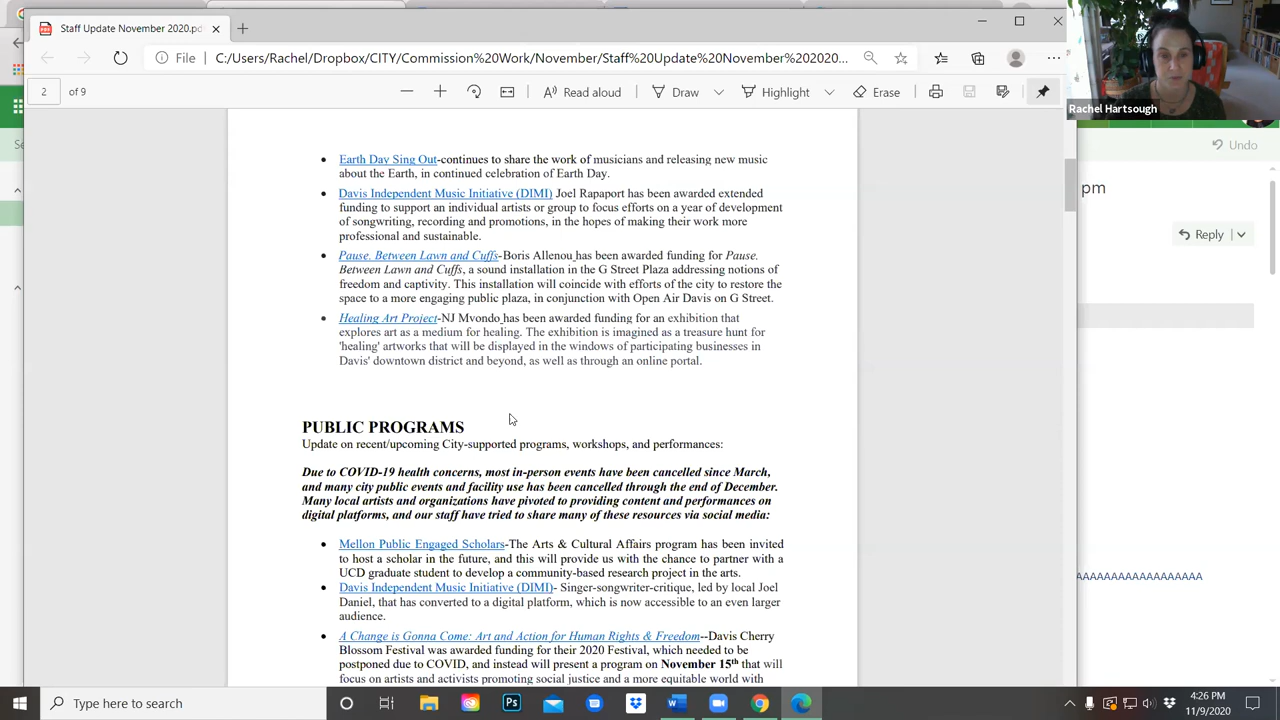 Staff Update November 2020.pd
File
C:/Users/Rachel/Dropbox/CITY/Commission%20Work/November/Staff%20Update%20November%202020...
2 of 9
Read aloud
Draw
Highlight
Erase
Rachel Hartsough
Undo
pm
Reply
Se
• Earth Day Sing Out-continues to share the work of musicians and releasing new music
about the Earth, in continued celebration of Earth Day.
• Davis Independent Music Initiative (DIMI) Joel Rapaport has been awarded extended
funding to support an individual artists or group to focus efforts on a year of development
of songwriting, recording and promotions, in the hopes of making their work more
professional and sustainable.
• Pause. Between Lawn and Cuffs-Boris Allenou has been awarded funding for Pause.
Between Lawn and Cuffs, a sound installation in the G Street Plaza addressing notions of
freedom and captivity. This installation will coincide with efforts of the city to restore the
space to a more engaging public plaza, in conjunction with Open Air Davis on G Street.
• Healing Art Project-NJ Mvondo has been awarded funding for an exhibition that
explores art as a medium for healing. The exhibition is imagined as a treasure hunt for
'healing' artworks that will be displayed in the windows of participating businesses in
Davis' downtown district and beyond, as well as through an online portal.
PUBLIC PROGRAMS
Update on recent/upcoming City-supported programs, workshops, and performances:
Due to COVID-19 health concerns, most in-person events have been cancelled since March,
and many city public events and facility use has been cancelled through the end of December.
Many local artists and organizations have pivoted to providing content and performances on
digital platforms, and our staff have tried to share many of these resources via social media:
• Mellon Public Engaged Scholars-The Arts & Cultural Affairs program has been invited
to host a scholar in the future, and this will provide us with the chance to partner with a
UCD graduate student to develop a community-based research project in the arts.
• Davis Independent Music Initiative (DIMI)- Singer-songwriter-critique, led by local Joel
Daniel, that has converted to a digital platform, which is now accessible to an even larger
audience.
• A Change is Gonna Come: Art and Action for Human Rights & Freedom--Davis Cherry
Blossom Festival was awarded funding for their 2020 Festival, which needed to be
postponed due to COVID, and instead will present a program on November 15th that will
focus on artists and activists promoting social justice and a more equitable world with
AAAAAAAAAAAAAAAAAA
Type here to search
4:26 PM
11/9/2020